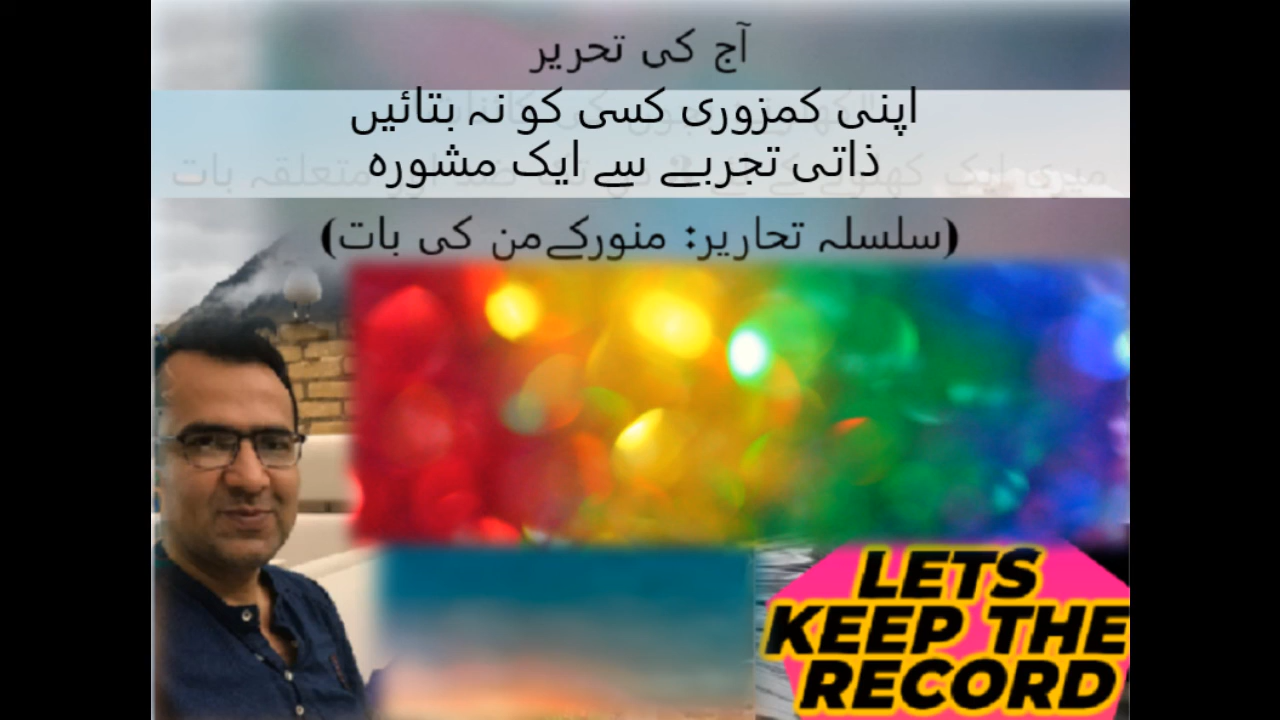 آج کی تحریر
اپنی کمزوری کسی کو نہ بتائیں
ذاتی تجربے سے ایک مشورہ
(سلسلہ تحاریر: منورکےمن کی بات)
LETS
KEEP THE
RECORD